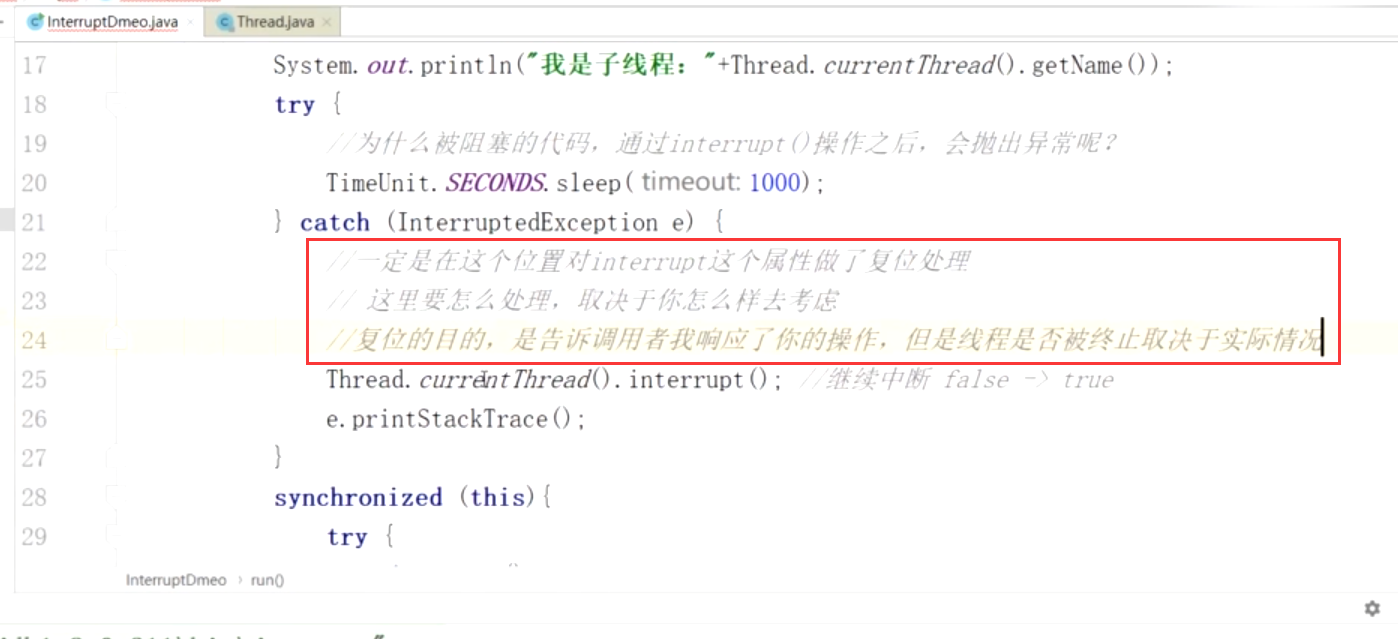 InterruptDmeo.java Thread.java
17 System.out.println("我是子线程："+Thread.currentThread().getName());
18 try {
19 //为什么被阻塞的代码，通过interrupt()操作之后，会抛出异常呢？
20 TimeUnit.SECONDS.sleep( timeout: 1000);
21 } catch (InterruptedException e) {
22 //一定是在这个位置对interrupt这个属性做了复位处理
23 // 这里要怎么处理，取决于你怎么样去考虑
24 //复位的目的，是告诉调用者我响应了你的操作，但是线程是否被终止取决于实际情况
25 Thread.currentThread().interrupt(); //继续中断 false -> true
26 e.printStackTrace();
27 }
28 synchronized (this){
29 try {
InterruptDmeo › run()